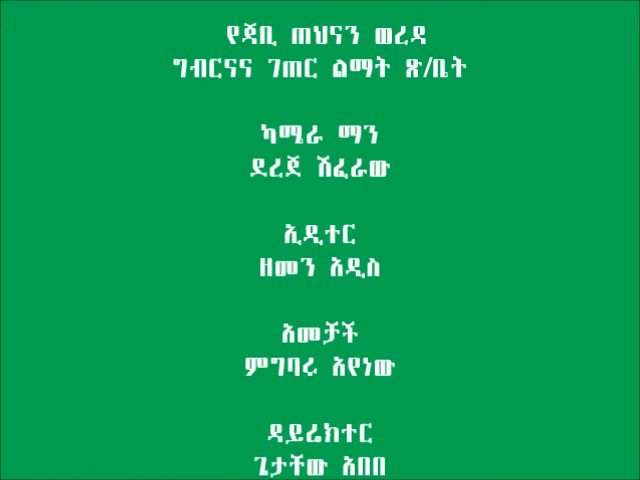 የጃቢ ጠህናን ወረዳ
ግብርናና ገጠር ልማት ጽ/ቤት
ካሜራ ማን
ደረጀ ሽፈራው
ኢዲተር
ዘመን አዲስ
አመቻች
ምግባሩ አየነው
ዳይሬክተር
ጌታቸው አበበ